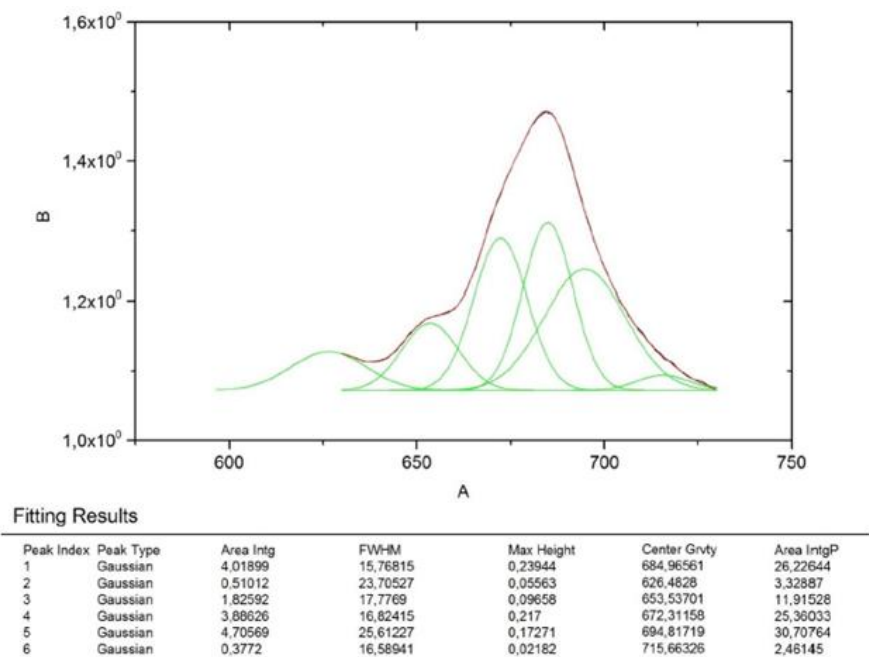 1,6x10⁰
1,4x10⁰
B
1,2x10⁰
1,0x10⁰
600 650 700 750
A
Fitting Results
Peak Index Peak Type Area Intg FWHM Max Height Center Grvty Area IntgP
1 Gaussian 4,01899 15,76815 0,23944 684,96561 26,22644
2 Gaussian 0,51012 23,70527 0,05563 626,4828 3,32887
3 Gaussian 1,82592 17,7769 0,09658 653,53701 11,91528
4 Gaussian 3,88626 16,82415 0,217 672,31158 25,36033
5 Gaussian 4,70569 25,61227 0,17271 694,81719 30,70764
6 Gaussian 0,3772 16,58941 0,02182 715,66326 2,46145